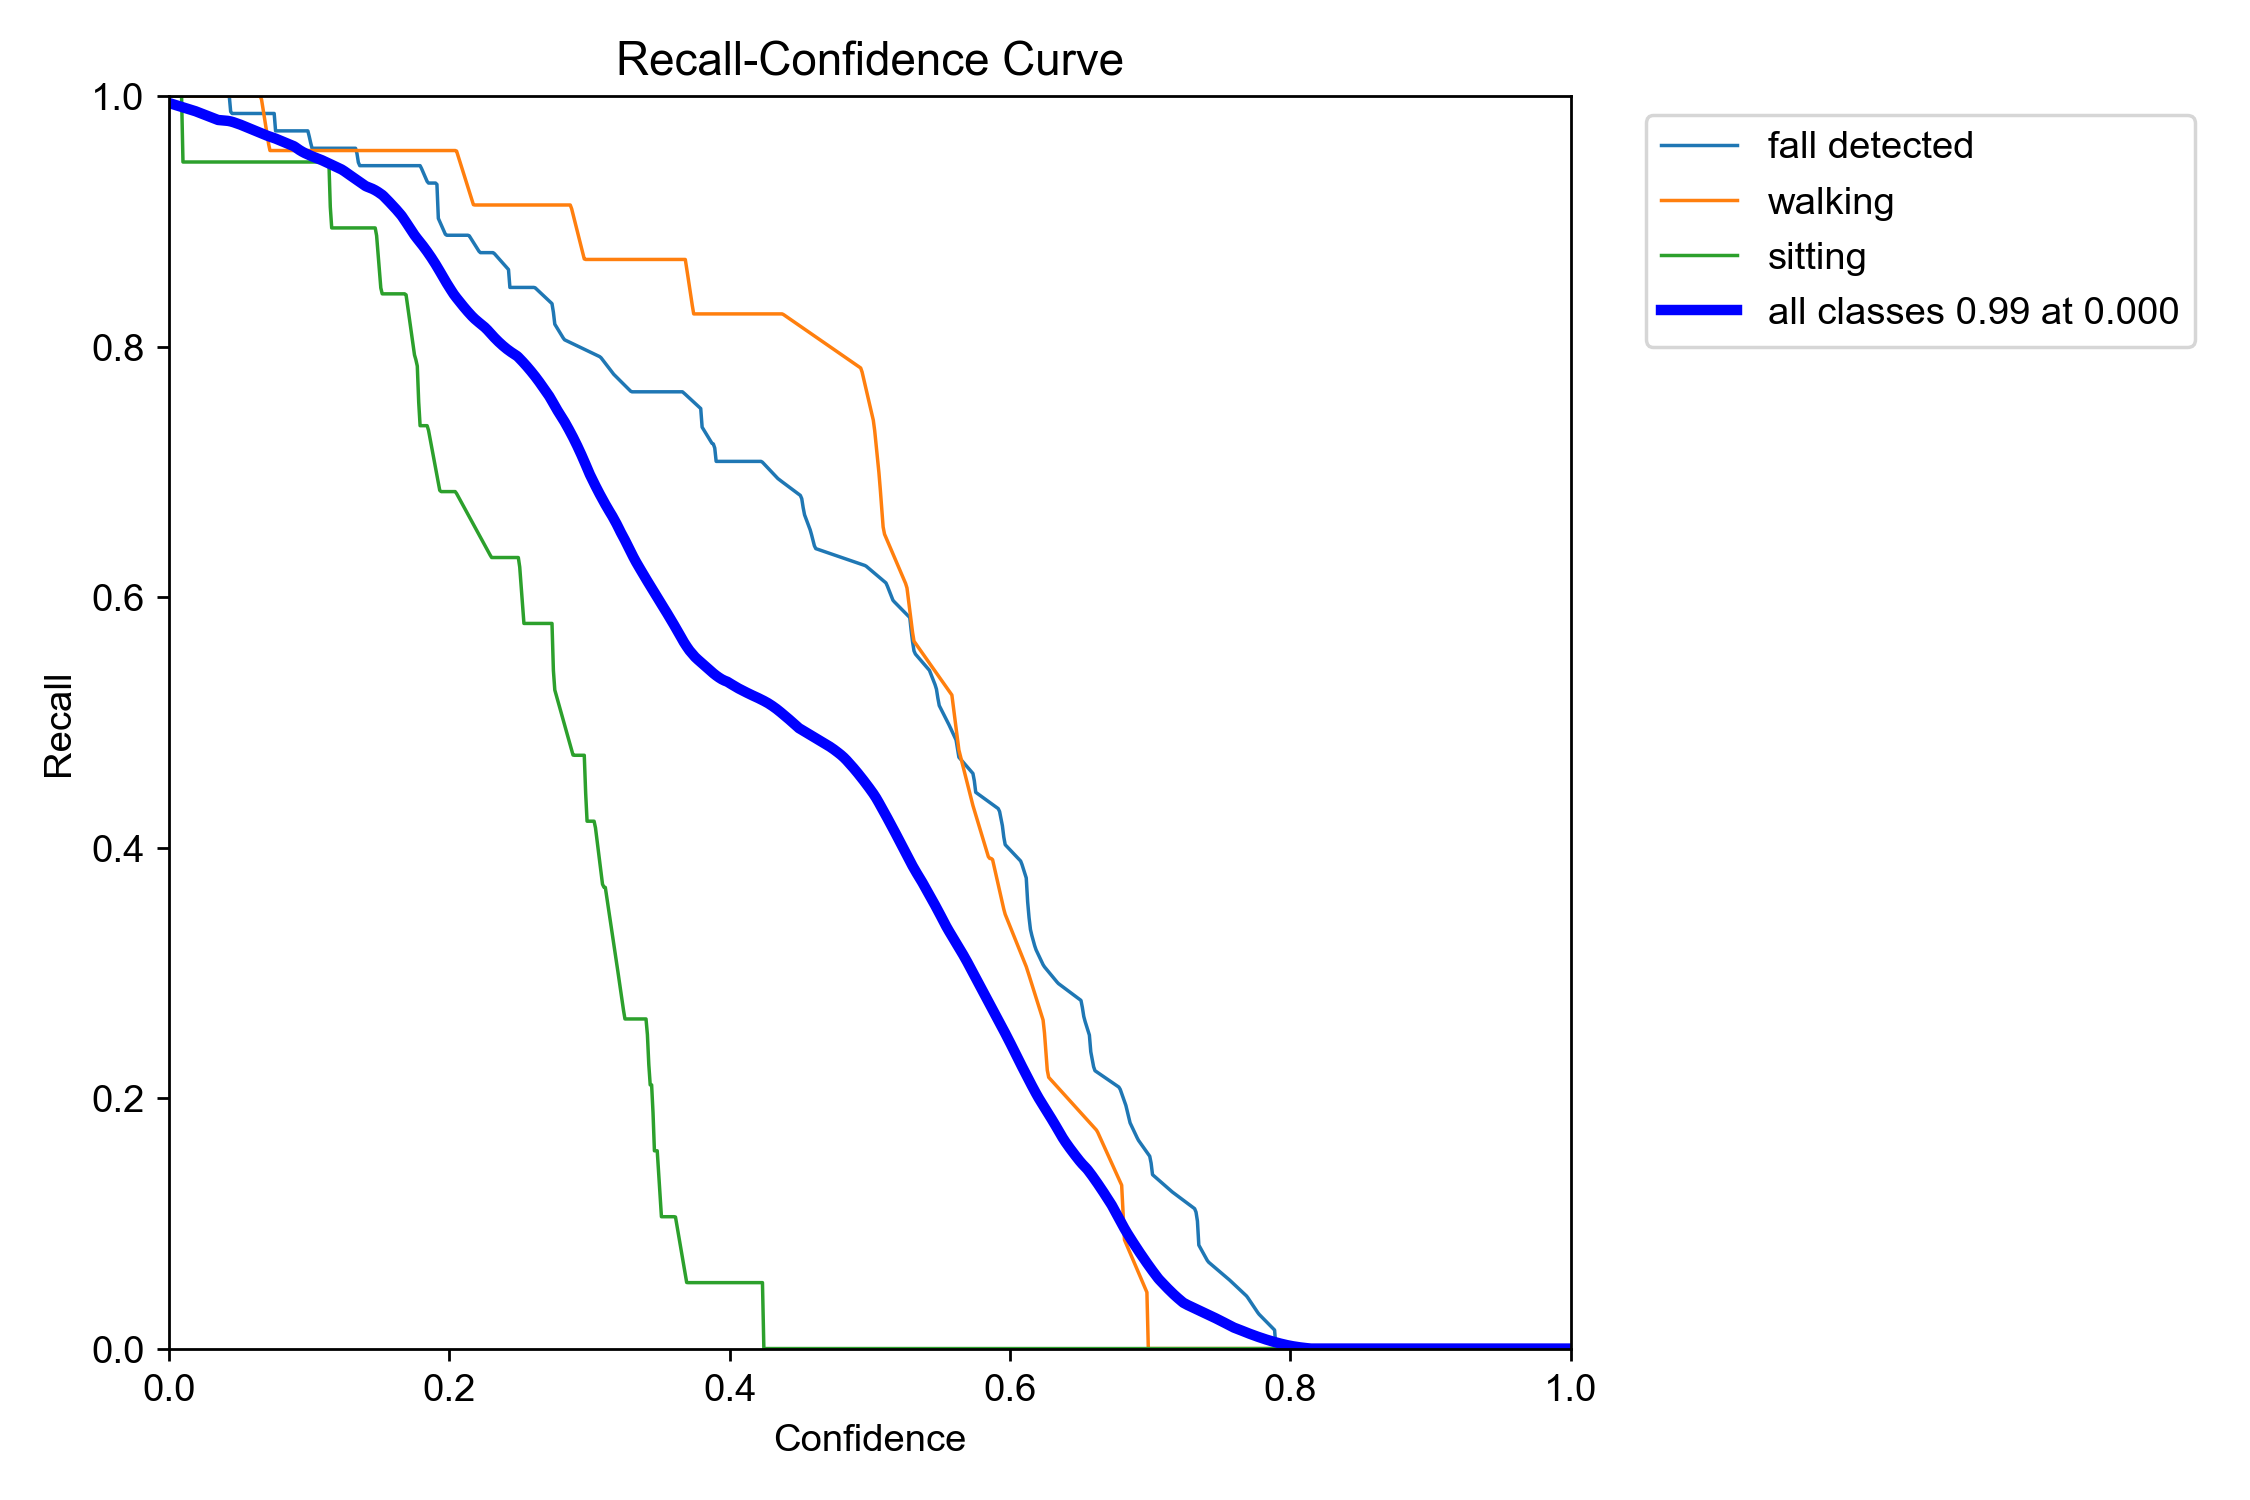 Recall-Confidence Curve
1.0
0.8
0.6
0.4
0.2
0.0
Recall
0.0 0.2 0.4 0.6 0.8 1.0
Confidence
fall detected
walking
sitting
all classes 0.99 at 0.000